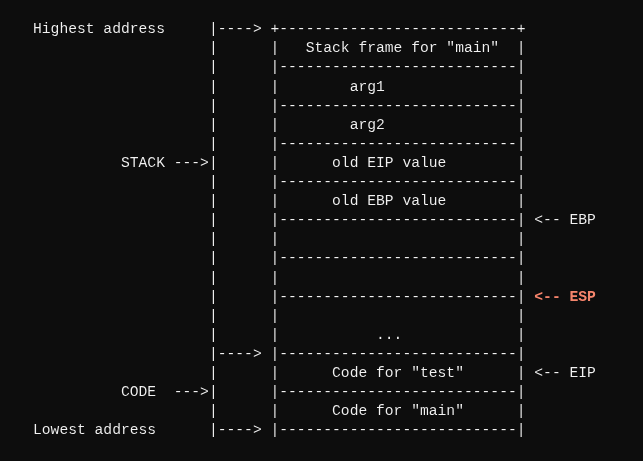 Highest address     |----> +---------------------------+
                    |      |   Stack frame for "main"  |
                    |      |---------------------------|
                    |      |        arg1               |
                    |      |---------------------------|
                    |      |        arg2               |
                    |      |---------------------------|
          STACK --->|      |      old EIP value        |
                    |      |---------------------------|
                    |      |      old EBP value        |
                    |      |---------------------------| <-- EBP
                    |      |                           |
                    |      |---------------------------|
                    |      |                           |
                    |      |---------------------------| <-- ESP
                    |      |                           |
                    |      |           ...             |
                    |----> |---------------------------|
                    |      |      Code for "test"      | <-- EIP
          CODE  --->|      |---------------------------|
                    |      |      Code for "main"      |
Lowest address      |----> |---------------------------|